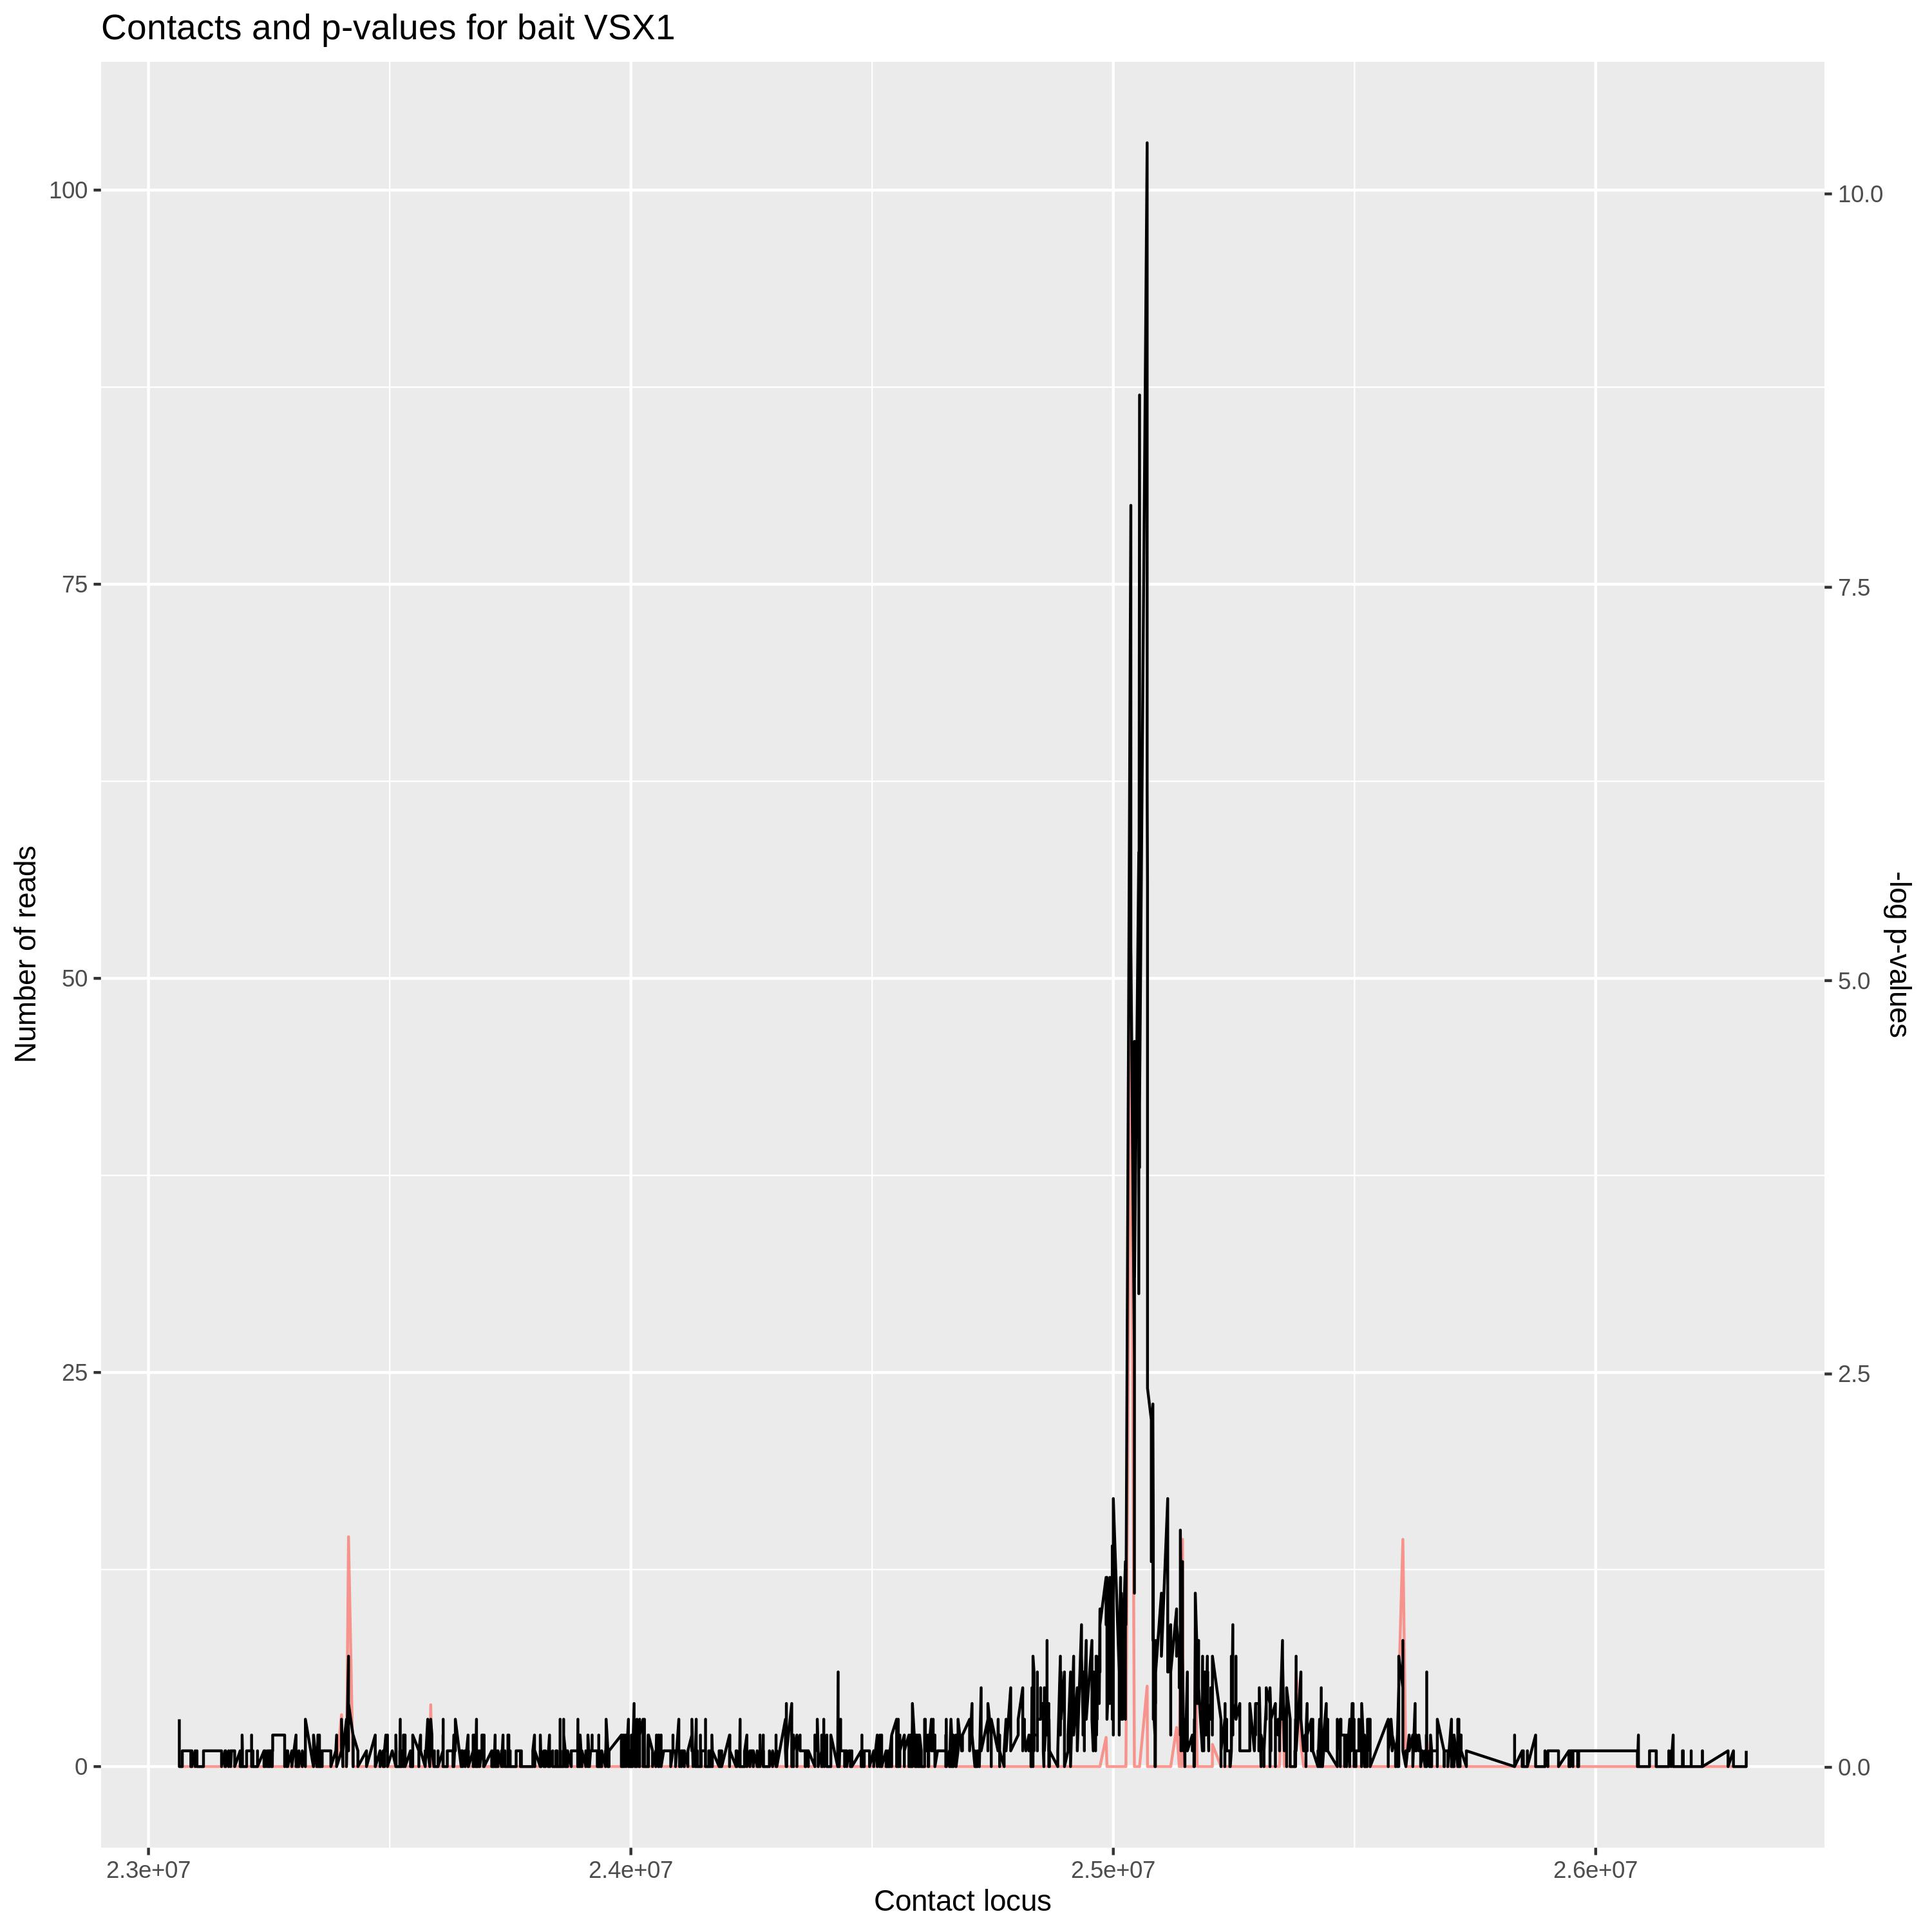 Contacts and p-values for bait VSX1
100
75
50
25
0
Number of reads
10.0
7.5
5.0
2.5
0.0
-log p-values
2.3e+07
2.4e+07
2.5e+07
2.6e+07
Contact locus